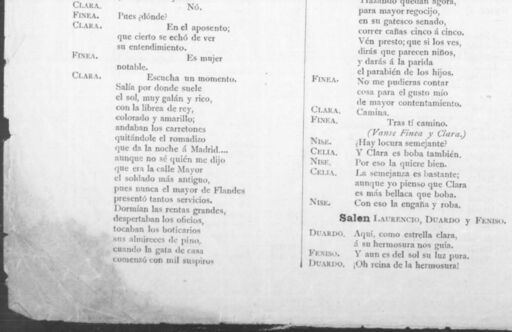 CLARA. Nó.
FINEA. Pues ¿dónde?
CLARA. En el aposento;
que cierto se echó de ver
su entendimiento.
FINEA. Es mujer
notable.
CLARA. Escucha un momento.
Salía por donde suele
el sol, muy galán y rico,
con la librea de rey,
colorado y amarillo;
andaban los carretones
quitándole el romadizo
que da la noche á Madrid....
aunque no sé quién me dijo
que era la calle Mayor
el soldado más antiguo,
pues nunca el mayor de Flandes
presentó tantos servicios.
Dormían las rentas grandes,
despertaban los oficios,
tocaban los boticarios
sus almireces de pino,
cuando la gata de casa
comenzó con mil suspiros
quedan agora,
para mayor regocijo,
en su gatesco senado,
correr cañas cinco á cinco.
Vén presto; que si los ves,
dirás que parecen niños,
y darás á la parida
el parabién de los hijos.
FINEA. No me pudieras contar
cosa para el gusto mío
de mayor contentamiento.
CLARA. Camina.
FINEA. Tras tí camino.
(Vanse Finea y Clara.)
NISE. ¡Hay locura semejante?
CELIA. Y Clara es boba también.
NISE. Por eso la quiere bien.
CELIA. La semejanza es bastante;
aunque yo pienso que Clara
es más bellaca que boba.
NISE. Con eso la engaña y roba.
Salen LAURENCIO, DUARDO y FENISO.
DUARDO. Aquí, como estrella clara,
á su hermosura nos guía.
FENISO. Y aun es del sol su luz pura.
DUARDO. ¡Oh reina de la hermosura!